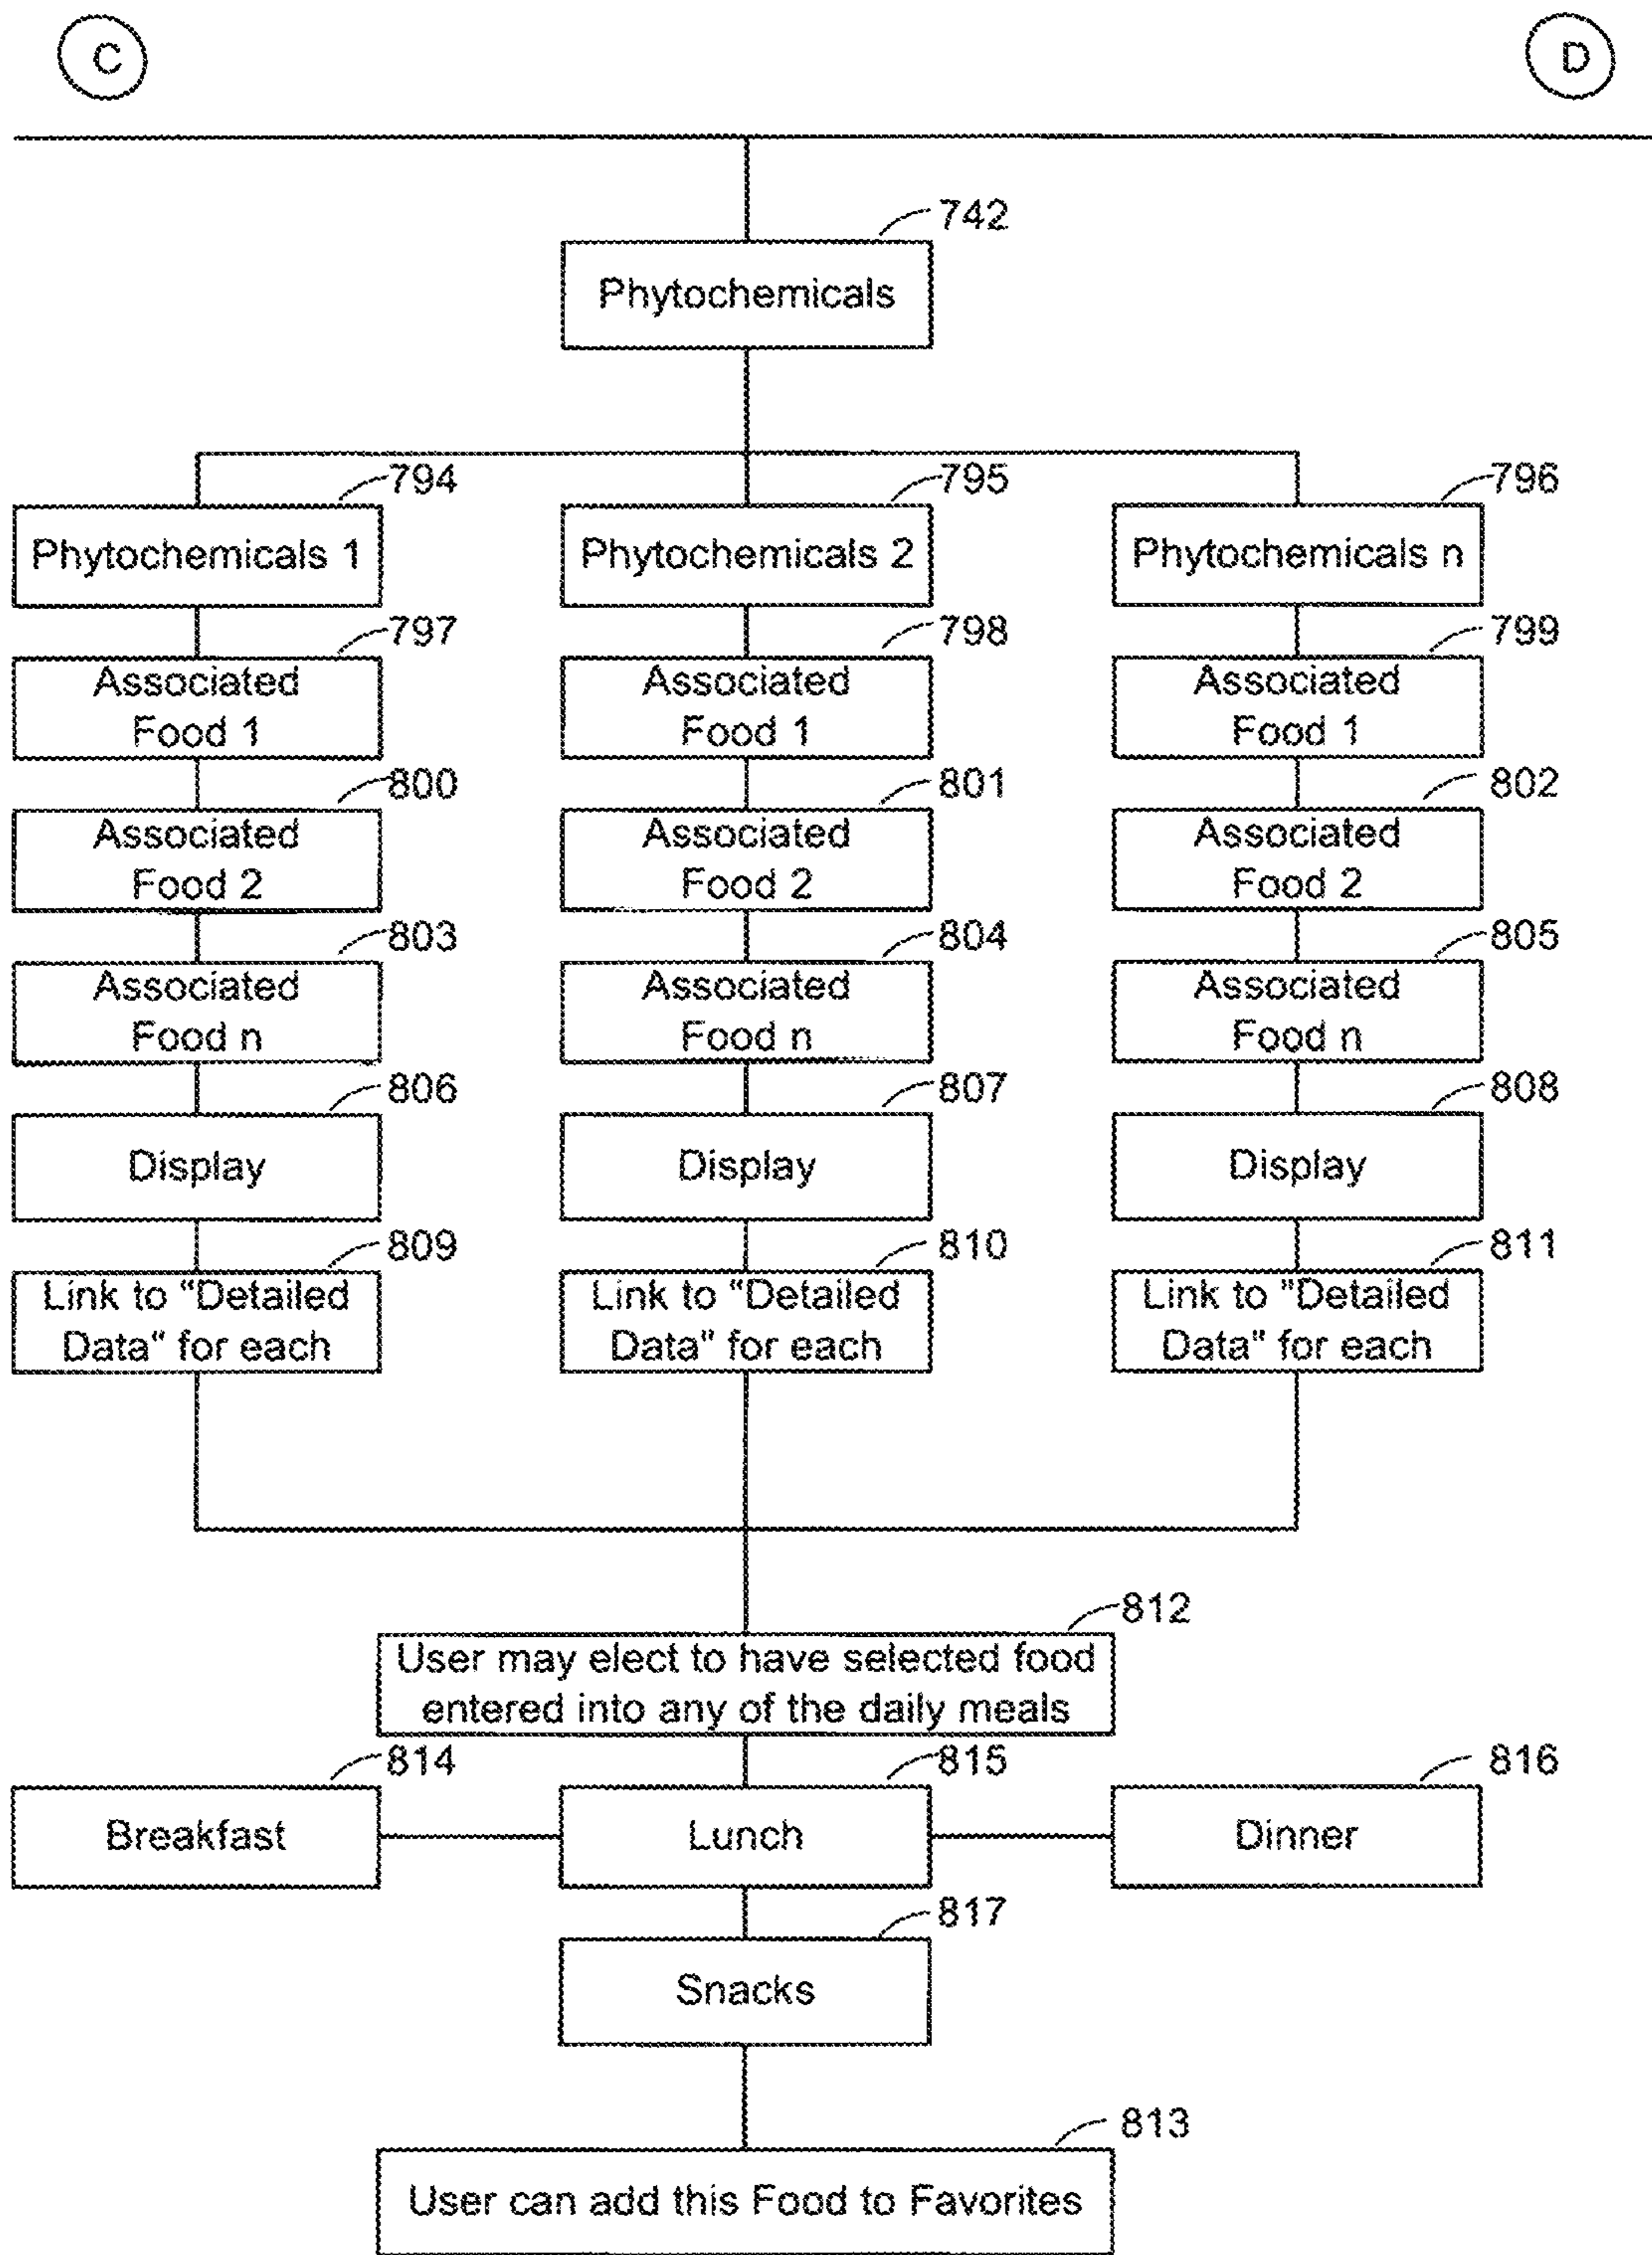 C
D
742
Phytochemicals
794
795
796
Phytochemicals 1
Phytochemicals 2
Phytochemicals n
797
798
799
Associated
Food 1
Associated
Food 1
Associated
Food 1
800
801
802
Associated
Food 2
Associated
Food 2
Associated
Food 2
803
804
805
Associated
Food n
Associated
Food n
Associated
Food n
806
807
808
Display
Display
Display
809
810
811
Link to "Detailed
Data" for each
Link to "Detailed
Data" for each
Link to "Detailed
Data" for each
812
User may elect to have selected food
entered into any of the daily meals
814
815
816
Breakfast
Lunch
Dinner
817
Snacks
813
User can add this Food to Favorites